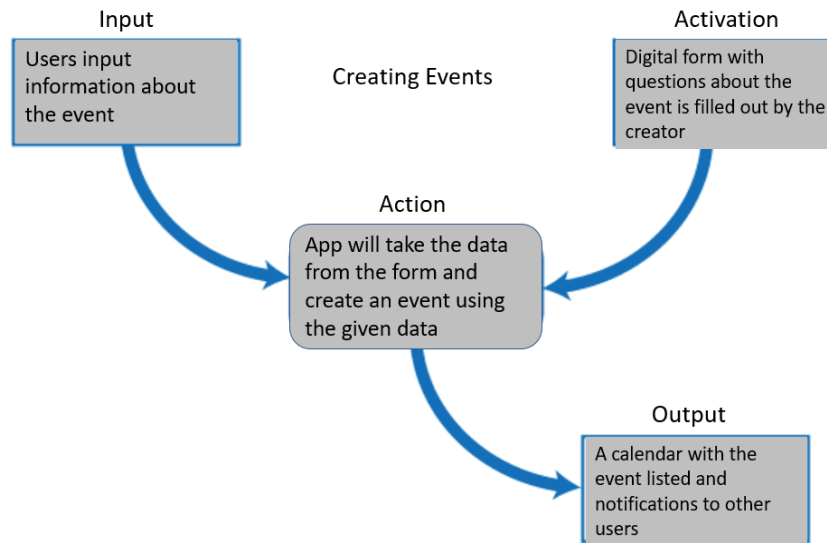 Input
Users input
information about
the event
Creating Events
Activation
Digital form with
questions about the
event is filled out by the
creator
Action
App will take the data
from the form and
create an event using
the given data
Output
A calendar with the
event listed and
notifications to other
users